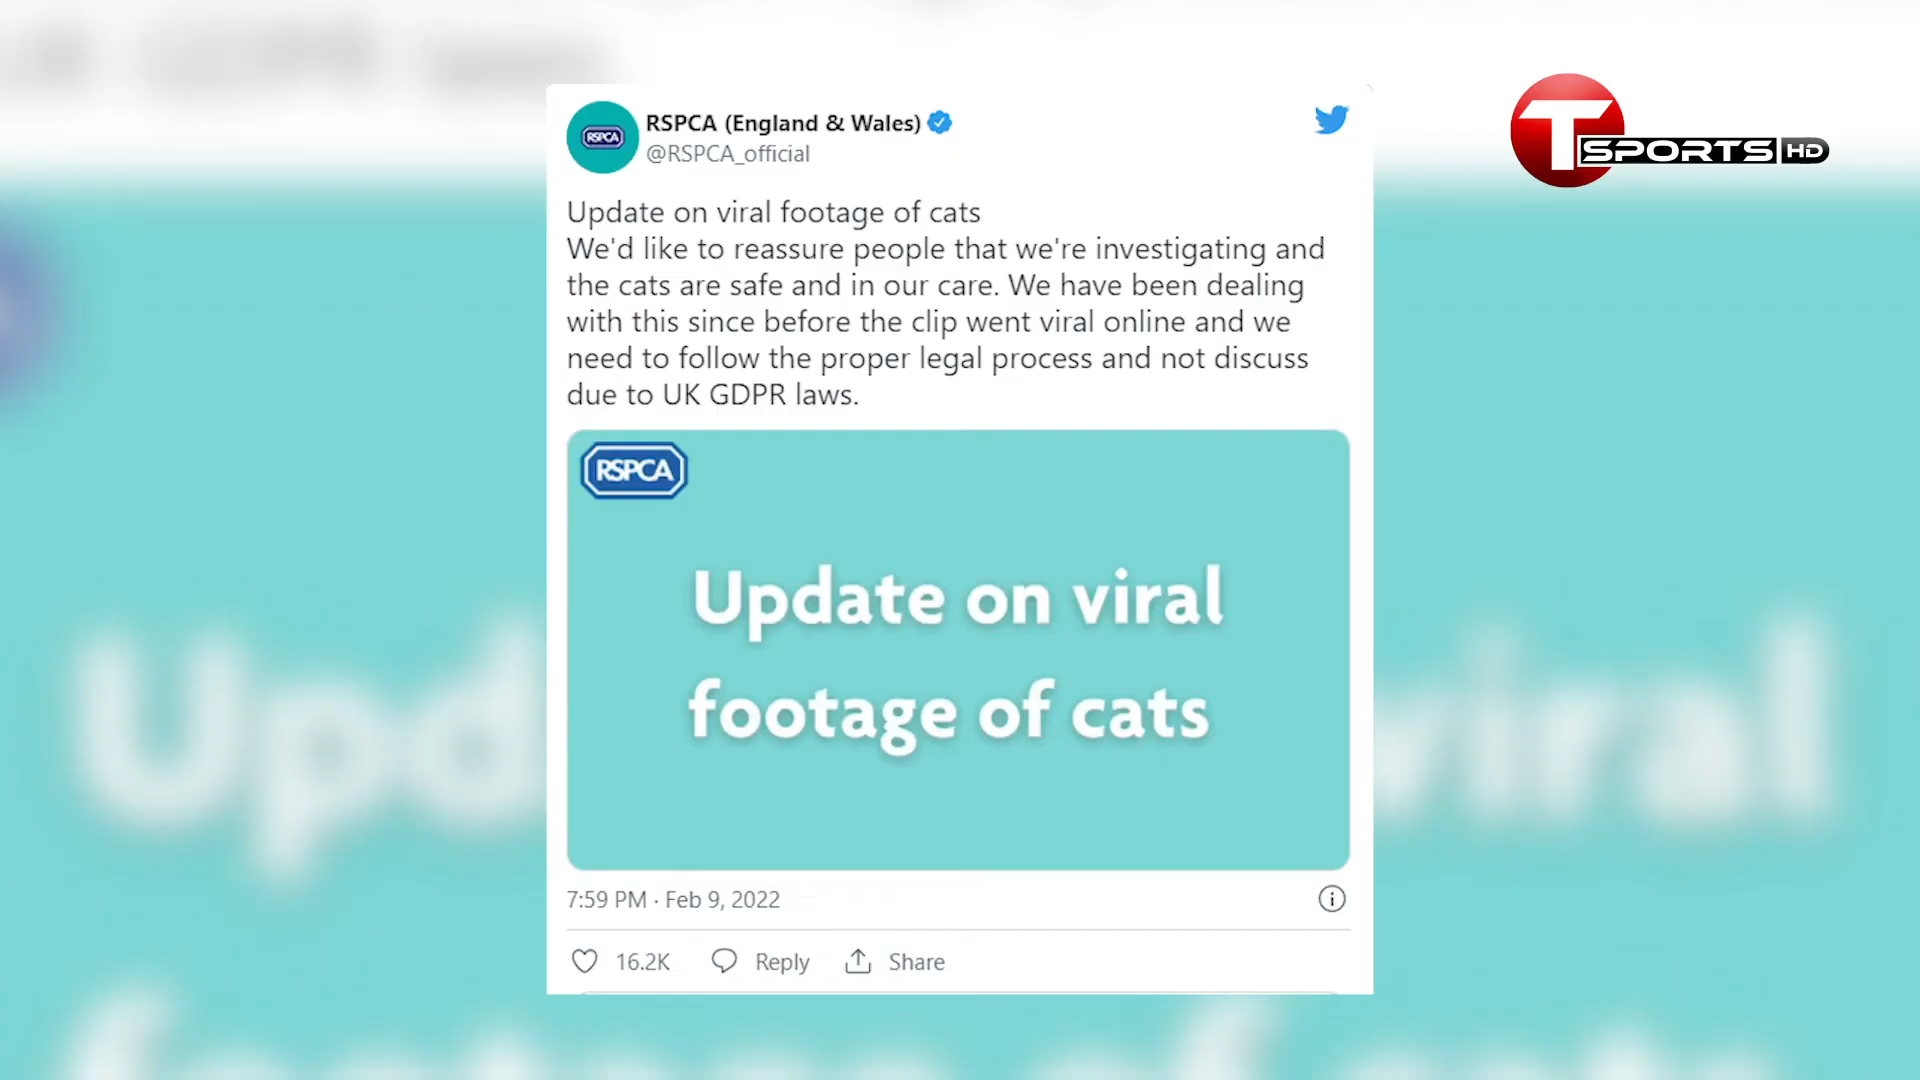 UK GDPR laws.
T SPORTS HD
RSPCA
RSPCA (England & Wales)
@RSPCA_official
Update on viral footage of cats
We'd like to reassure people that we're investigating and
the cats are safe and in our care. We have been dealing
with this since before the clip went viral online and we
need to follow the proper legal process and not discuss
due to UK GDPR laws.
RSPCA
Update on viral
footage of cats
7:59 PM · Feb 9, 2022
16.2K Reply Share